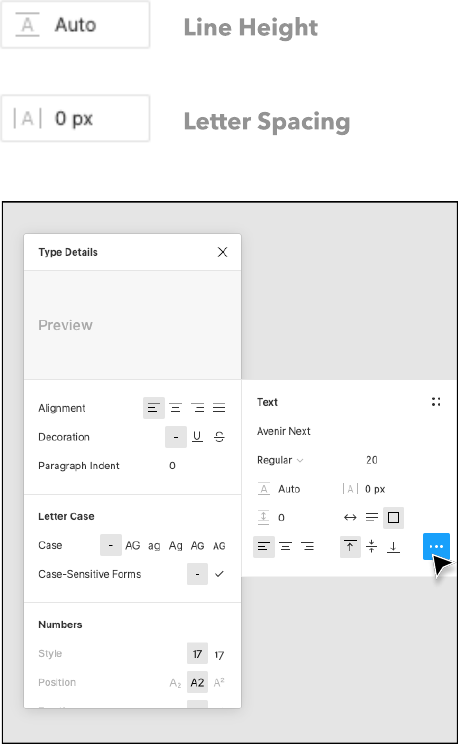 Auto Line Height
0 px Letter Spacing
Type Details
Preview
Alignment
Decoration - U S
Paragraph Indent 0
Letter Case
Case - AG ag Ag AG AG
Case-Sensitive Forms -
Numbers
Style 17 17
Position A2 A2 A2
Text
Avenir Next
Regular 20
A Auto |A| 0 px
0